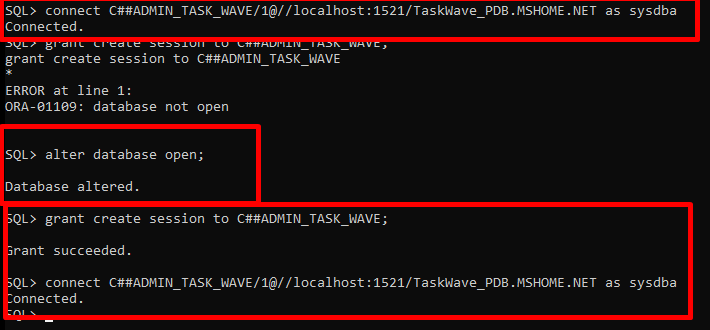 SQL> connect C##ADMIN_TASK_WAVE/1@//localhost:1521/TaskWave_PDB.MSHOME.NET as sysdba
Connected.
SQL> grant create session to C##ADMIN_TASK_WAVE;
grant create session to C##ADMIN_TASK_WAVE
*
ERROR at line 1:
ORA-01109: database not open
SQL> alter database open;
Database altered.
SQL> grant create session to C##ADMIN_TASK_WAVE;
Grant succeeded.
SQL> connect C##ADMIN_TASK_WAVE/1@//localhost:1521/TaskWave_PDB.MSHOME.NET as sysdba
Connected.
SQL>